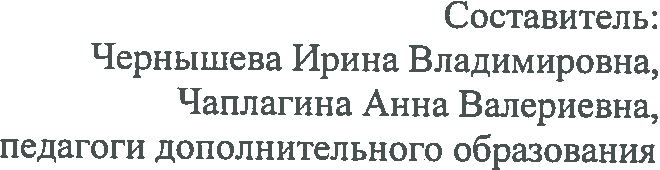 Составитель:
Чернышева Ирина Владимировна,
Чаплагина Анна Валериевна,
педагоги дополнительного образования